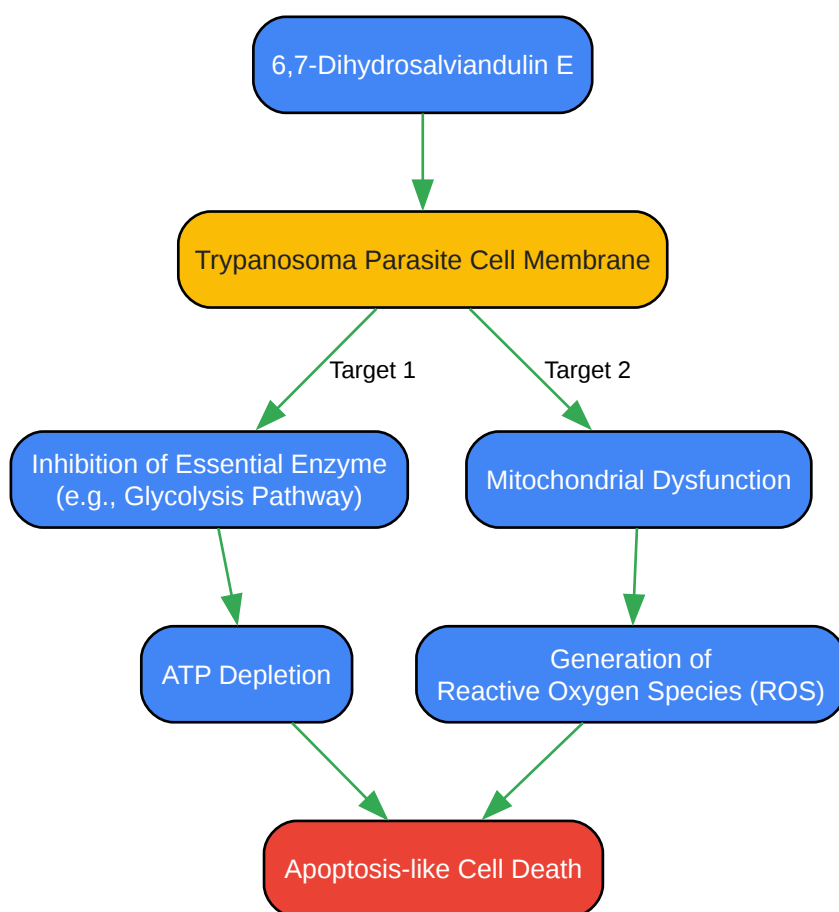 6,7-Dihydrosalviandulin E
Trypanosoma Parasite Cell Membrane
Target 1
Target 2
Inhibition of Essential Enzyme
(e.g., Glycolysis Pathway)
Mitochondrial Dysfunction
ATP Depletion
Generation of
Reactive Oxygen Species (ROS)
Apoptosis-like Cell Death